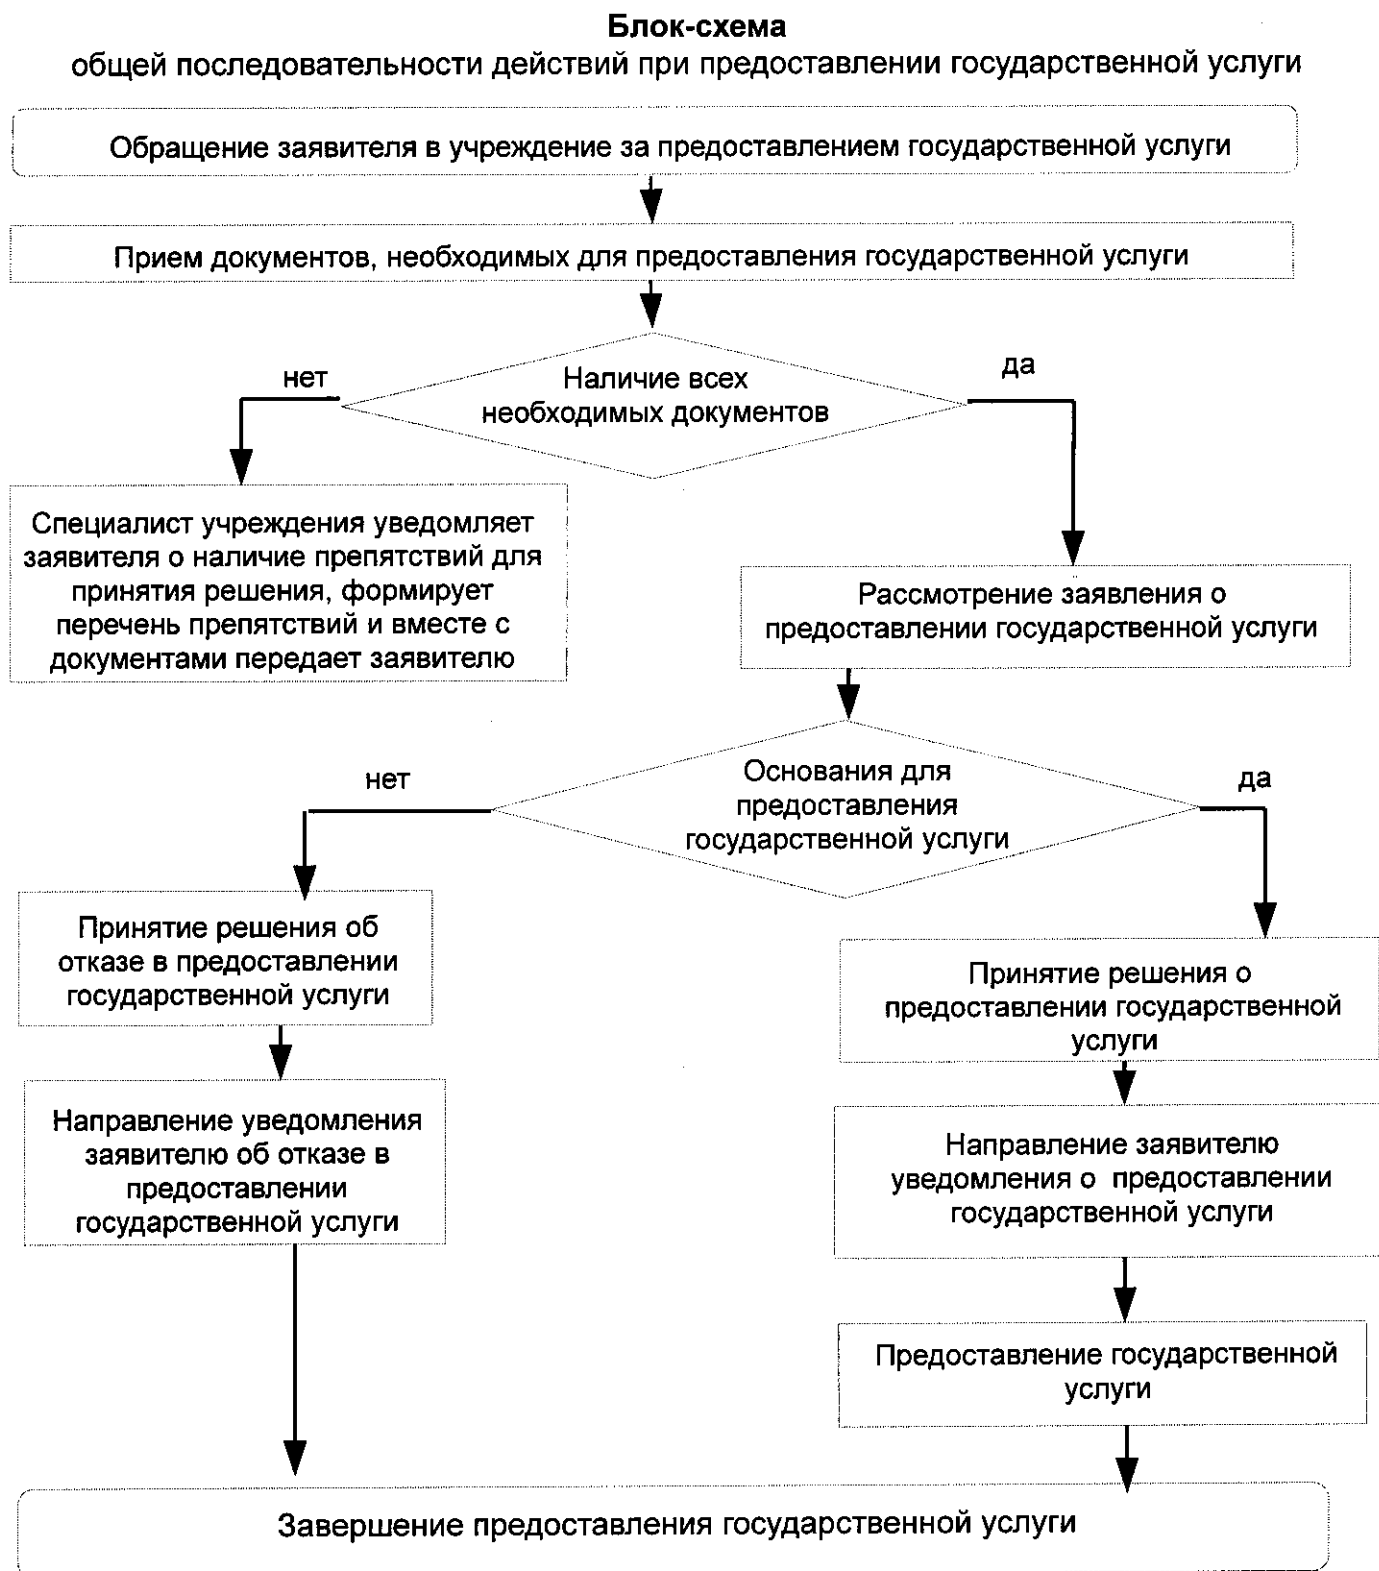 Блок-схема
общей последовательности действий при предоставлении государственной услуги
Обращение заявителя в учреждение за предоставлением государственной услуги
Прием документов, необходимых для предоставления государственной услуги
нет
Наличие всех
необходимых документов
да
Специалист учреждения уведомляет
заявителя о наличие препятствий для
принятия решения, формирует
перечень препятствий и вместе с
документами передает заявителю
Рассмотрение заявления о
предоставлении государственной услуги
нет
Основания для
предоставления
государственной услуги
да
Принятие решения об
отказе в предоставлении
государственной услуги
Принятие решения о
предоставлении государственной
услуги
Направление уведомления
заявителю об отказе в
предоставлении
государственной услуги
Направление заявителю
уведомления о предоставлении
государственной услуги
Предоставление государственной
услуги
Завершение предоставления государственной услуги